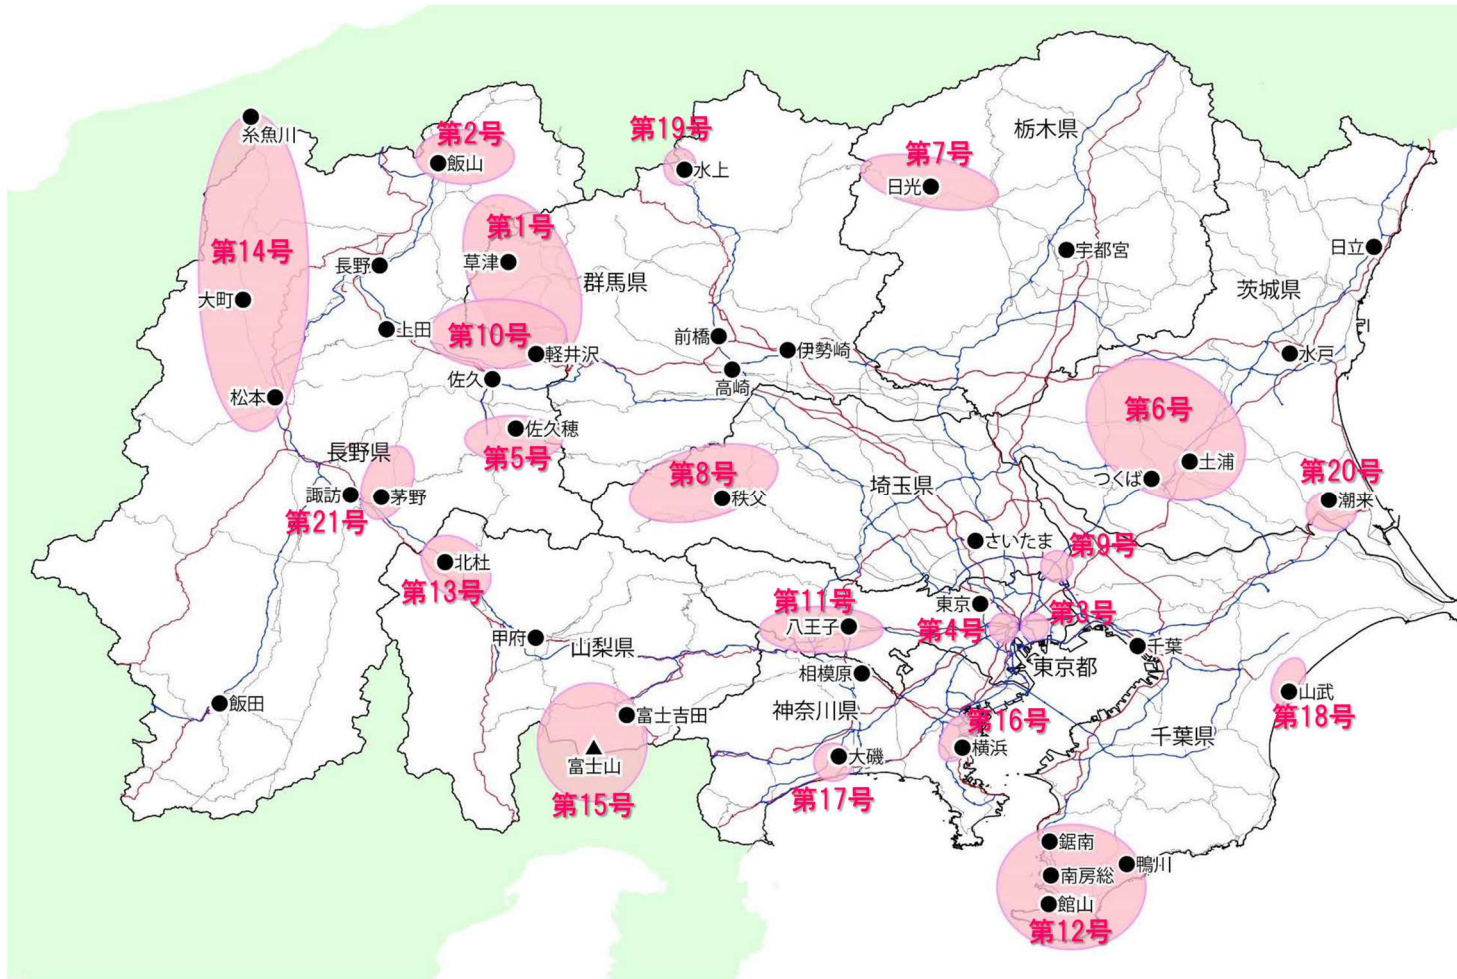 糸魚川
第2号
飯山
第19号
水上
第7号
日光
栃木県
第14号
第1号
草津
群馬県
長野
大町
宇都宮
日立
茨城県
上田
第10号
軽井沢
前橋
伊勢崎
高崎
水戸
佐久
松本
佐久穂
第5号
第6号
土浦
つくば
長野県
諏訪
茅野
第21号
第8号
秩父
埼玉県
第20号
潮来
さいたま
第9号
北杜
第13号
第11号
八王子
東京
第4号
第3号
甲府
山梨県
相模原
東京都
千葉
飯田
富士吉田
富士山
第15号
神奈川県
第16号
横浜
大磯
第17号
千葉県
山武
第18号
鋸南
南房総
鴨川
館山
第12号